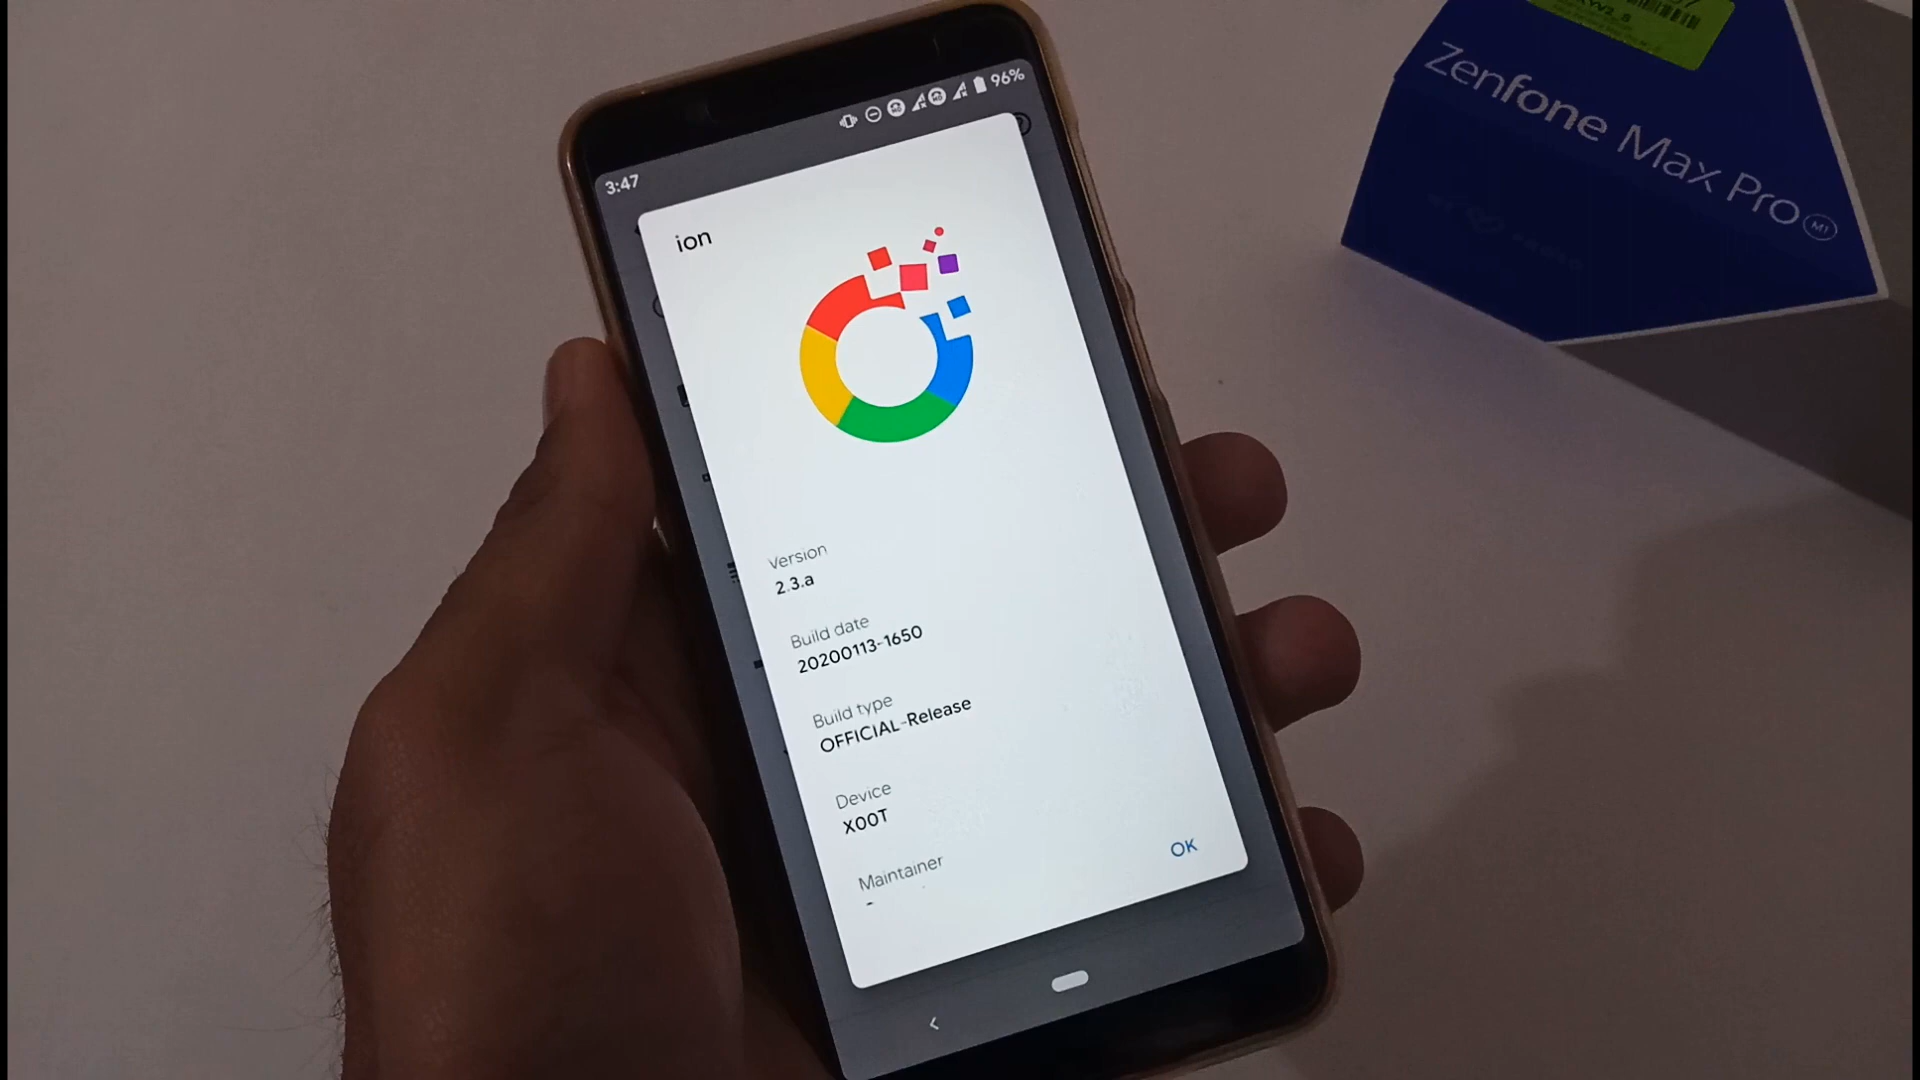 3:47
96%
ion
Version
2.3.a
Build date
20200113-1650
Build type
OFFICIAL-Release
Device
X00T
Maintainer
OK
Zenfone Max Pro M1